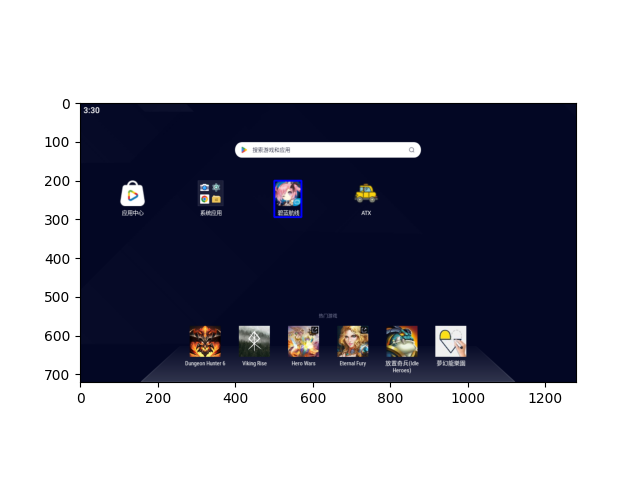 0
100
200
300
400
500
600
700
3:30
搜索游戏和应用
应用中心
系统应用
碧蓝航线
ATX
热门游戏
Dungeon Hunter 6
Viking Rise
Hero Wars
Eternal Fury
放置奇兵(Idle
Heroes)
夢幻能樂園
0
200
400
600
800
1000
1200